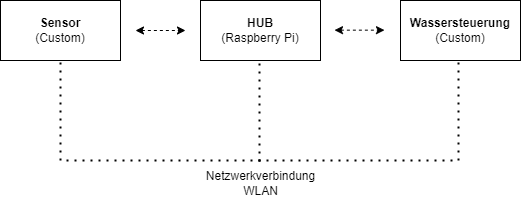 Sensor
(Custom)
HUB
(Raspberry Pi)
Wassersteuerung
(Custom)
Netzwerkverbindung
WLAN